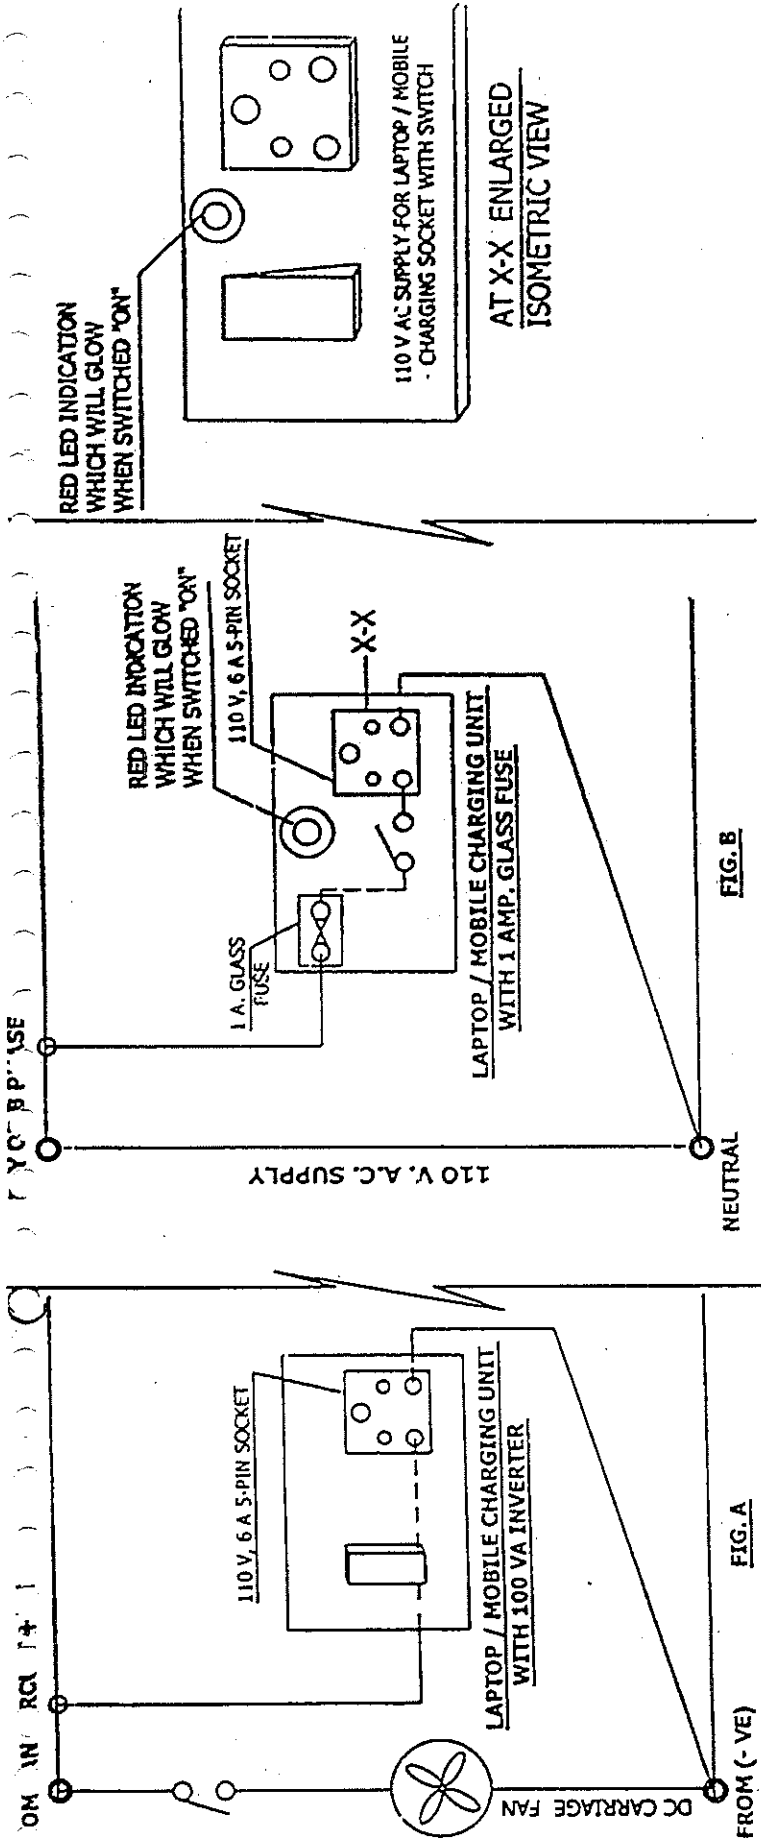 110 V, 6 A 5-PIN SOCKET
LAPTOP / MOBILE CHARGING UNIT
WITH 100 VA INVERTER
DC CARRIAGE FAN
FROM (- VE)
FIG. A
110 V. A.C. SUPPLY
1 A. GLASS
FUSE
RED LED INDICATION
WHICH WILL GLOW
WHEN SWITCHED "ON"
110 V, 6 A 5-PIN SOCKET
X-X
LAPTOP / MOBILE CHARGING UNIT
WITH 1 AMP. GLASS FUSE
NEUTRAL
FIG. B
RED LED INDICATION
WHICH WILL GLOW
WHEN SWITCHED "ON"
110 V AC SUPPLY FOR LAPTOP / MOBILE
- CHARGING SOCKET WITH SWITCH
AT X-X ENLARGED
ISOMETRIC VIEW